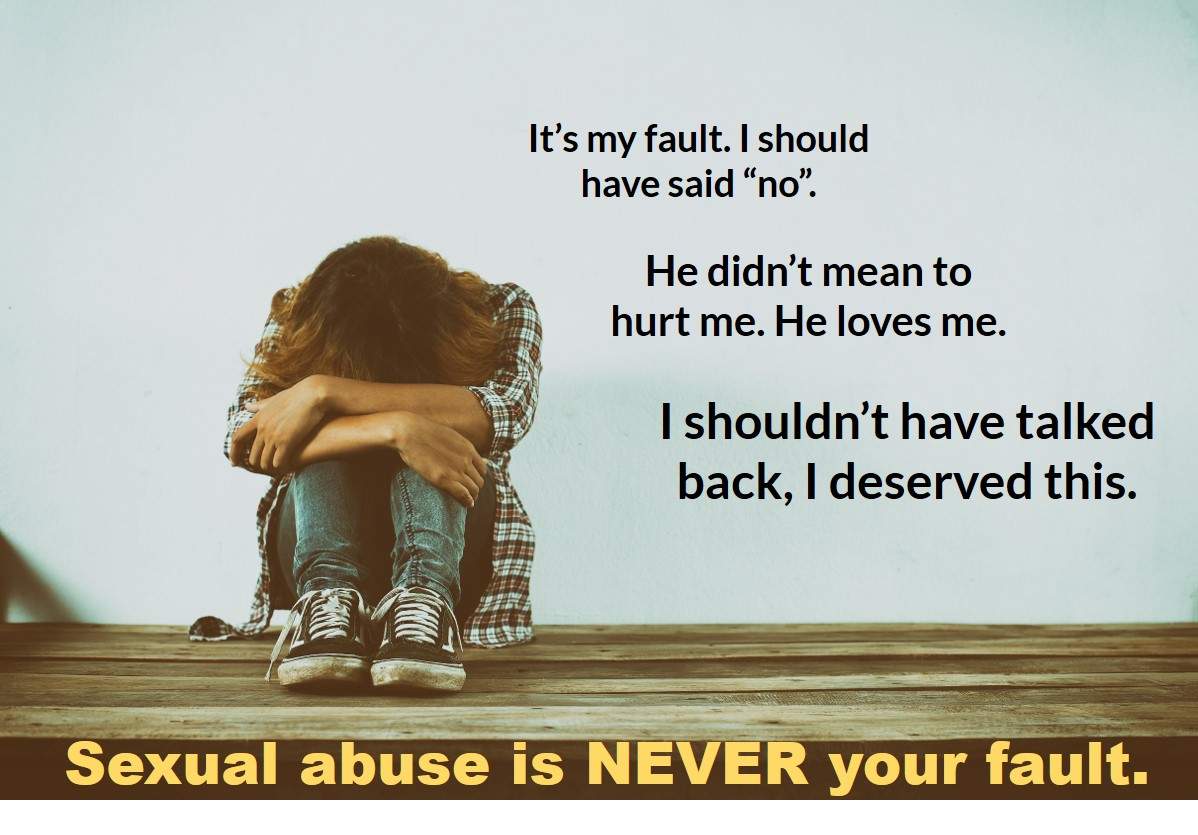 It’s my fault. I should
have said “no”.
He didn’t mean to
hurt me. He loves me.
I shouldn’t have talked
back, I deserved this.
Sexual abuse is NEVER your fault.